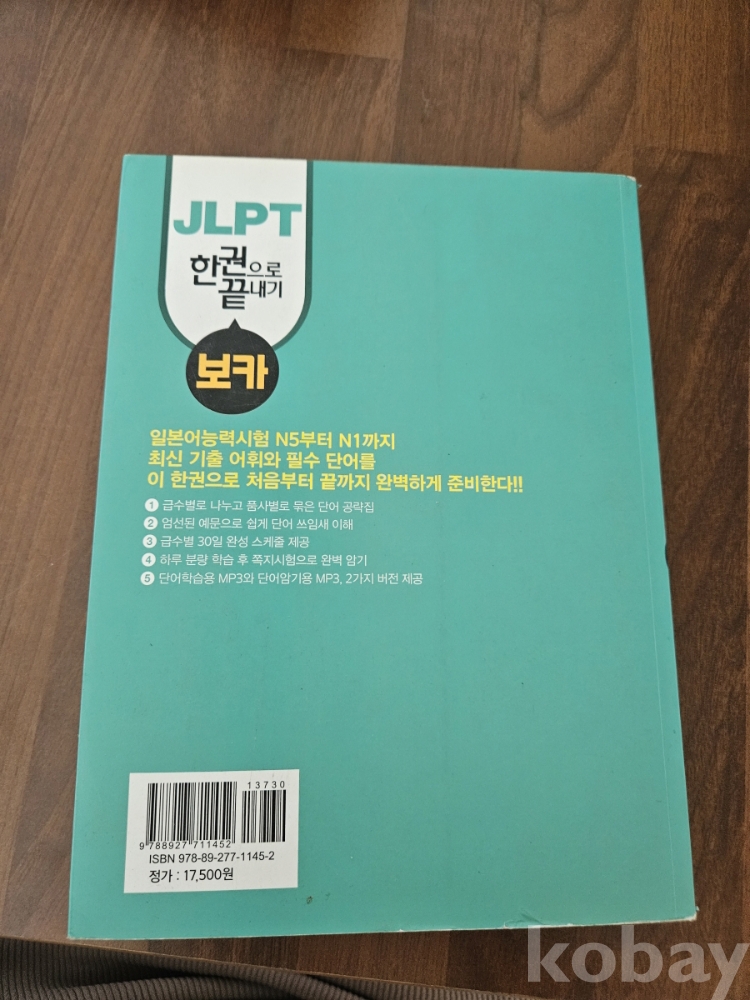 JLPT
한권으로
끝내기
보카
일본어능력시험 N5부터 N1까지
최신 기출 어휘와 필수 단어를
이 한권으로 처음부터 끝까지 완벽하게 준비한다!!
1 급수별로 나누고 품사별로 묶은 단어 공략집
2 엄선된 예문으로 쉽게 단어 쓰임새 이해
3 급수별 30일 완성 스케줄 제공
4 하루 분량 학습 후 쪽지시험으로 완벽 암기
5 단어학습용 MP3와 단어암기용 MP3, 2가지 버전 제공
13730
9 788927 711452
ISBN 978-89-277-1145-2
정가 : 17,500원
kobay